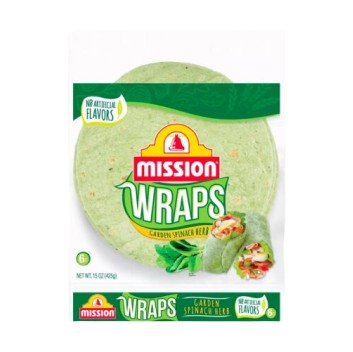 NO ARTIFICIAL
FLAVORS
MISSION
WRAPS
GARDEN SPINACH HERB
6
NET WT. 15 OZ (425g)
MISSION
WRAPS
GARDEN
SPINACH HERB
NO ARTIFICIAL
FLAVORS
6